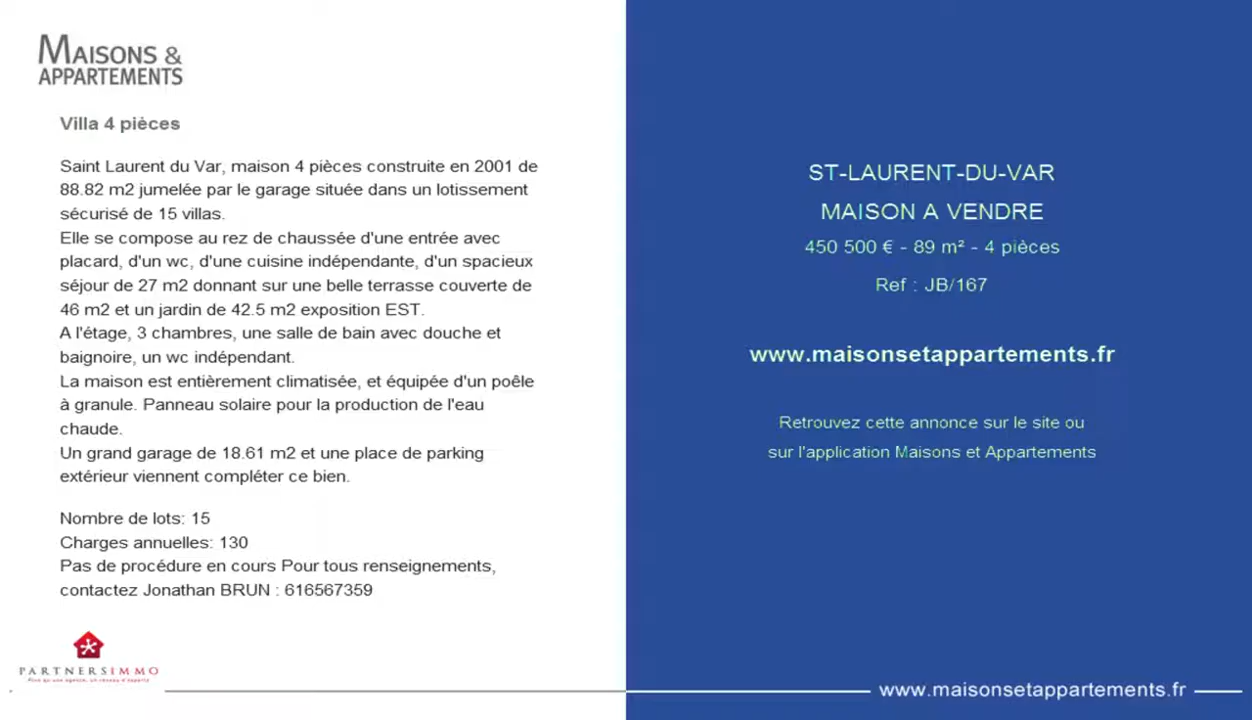 MAISONS &
APPARTEMENTS
Villa 4 pièces
Saint Laurent du Var, maison 4 pièces construite en 2001 de
88.82 m2 jumelée par le garage située dans un lotissement
sécurisé de 15 villas.
Elle se compose au rez de chaussée d'une entrée avec
placard, d'un wc, d'une cuisine indépendante, d'un spacieux
séjour de 27 m2 donnant sur une belle terrasse couverte de
46 m2 et un jardin de 42.5 m2 exposition EST.
A l'étage, 3 chambres, une salle de bain avec douche et
baignoire, un wc indépendant.
La maison est entièrement climatisée, et équipée d'un poêle
à granule. Panneau solaire pour la production de l'eau
chaude.
Un grand garage de 18.61 m2 et une place de parking
extérieur viennent compléter ce bien.
Nombre de lots: 15
Charges annuelles: 130
Pas de procédure en cours Pour tous renseignements,
contactez Jonathan BRUN : 616567359
PARTNERSIMMO
Plus qu'une agence, un réseau d'experts
ST-LAURENT-DU-VAR
MAISON A VENDRE
450 500 € - 89 m² - 4 pièces
Ref : JB/167
www.maisonsetappartements.fr
Retrouvez cette annonce sur le site ou
sur l'application Maisons et Appartements
www.maisonsetappartements.fr